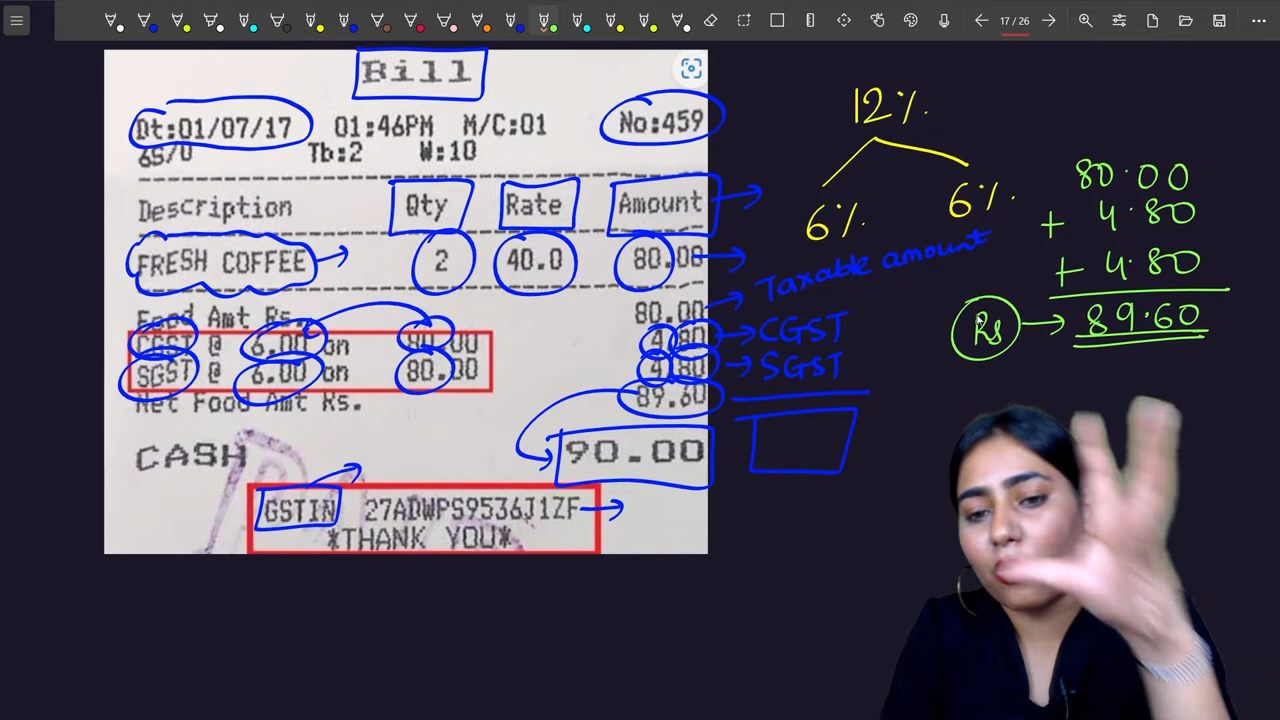 17 / 26
Bill
Dt:01/07/17 01:46PM M/C:01 No:459
6S/0 Tb:2 W:10
Description Qty Rate Amount
FRESH COFFEE 2 40.0 80.00
Food Amt Rs. 80.00
CGST @ 6.00 on 80.00 4.80
SGST @ 6.00 on 80.00 4.80
Net Food Amt Rs. 89.60
CASH 90.00
GSTIN 27ADWPS9536J1ZF
*THANK YOU*
Taxable amount
CGST
SGST
12%.
6%. 6%.
80.00
+ 4.80
+ 4.80
Rs → 89.60